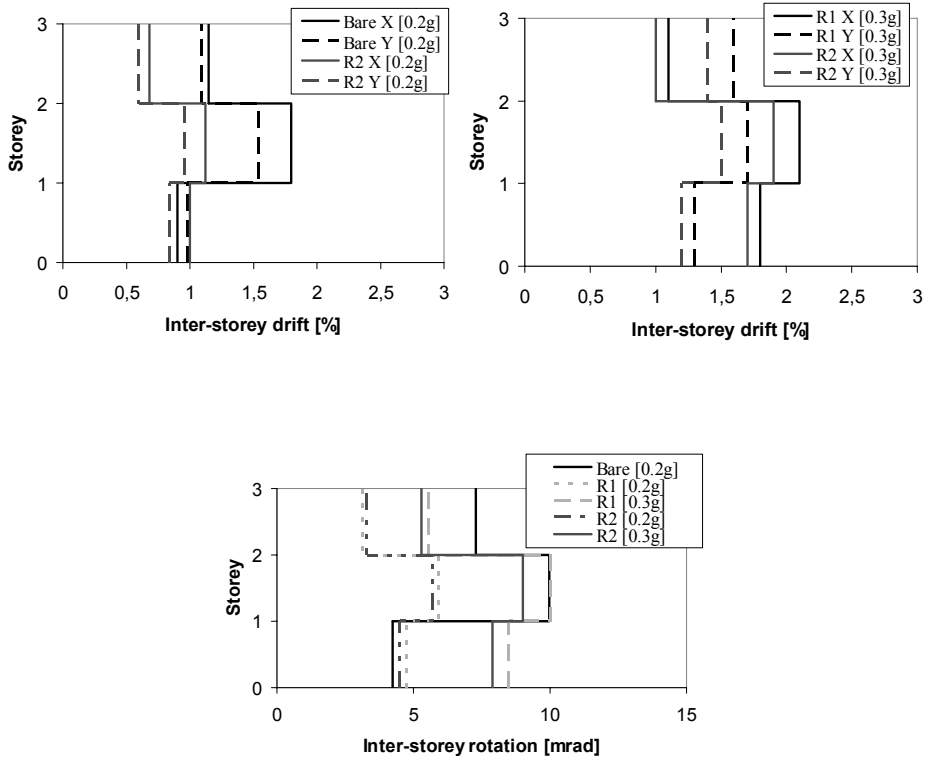 Bare X [0.2g]
Bare Y [0.2g]
R2 X [0.2g]
R2 Y [0.2g]
3
2
1
0
Storey
0 0,5 1 1,5 2 2,5 3
Inter-storey drift [%]
R1 X [0.3g]
R1 Y [0.3g]
R2 X [0.3g]
R2 Y [0.3g]
3
2
1
0
Storey
0 0,5 1 1,5 2 2,5 3
Inter-storey drift [%]
Bare [0.2g]
R1 [0.2g]
R1 [0.3g]
R2 [0.2g]
R2 [0.3g]
3
2
1
0
Storey
0 5 10 15
Inter-storey rotation [mrad]